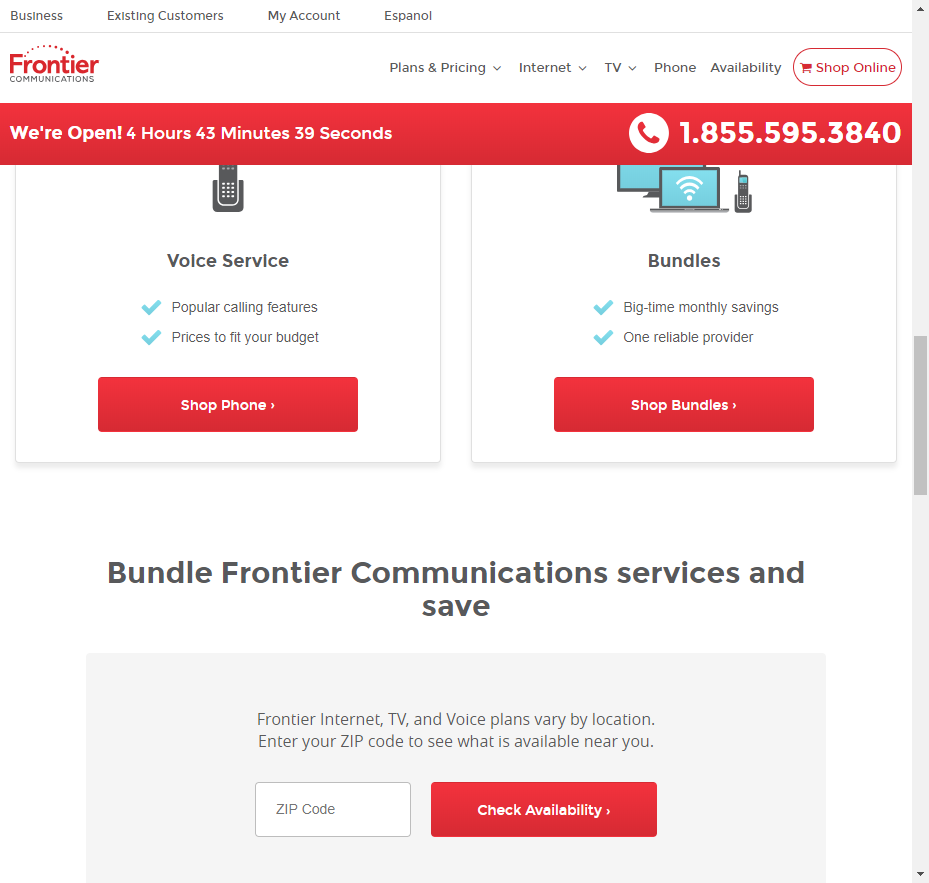 Business Existing Customers My Account Espanol
Frontier
COMMUNICATIONS
Plans & Pricing Internet TV Phone Availability Shop Online
We're Open! 4 Hours 43 Minutes 39 Seconds 1.855.595.3840
Voice Service
Popular calling features
Prices to fit your budget
Shop Phone ›
Bundles
Big-time monthly savings
One reliable provider
Shop Bundles ›
Bundle Frontier Communications services and
save
Frontier Internet, TV, and Voice plans vary by location.
Enter your ZIP code to see what is available near you.
ZIP Code Check Availability ›